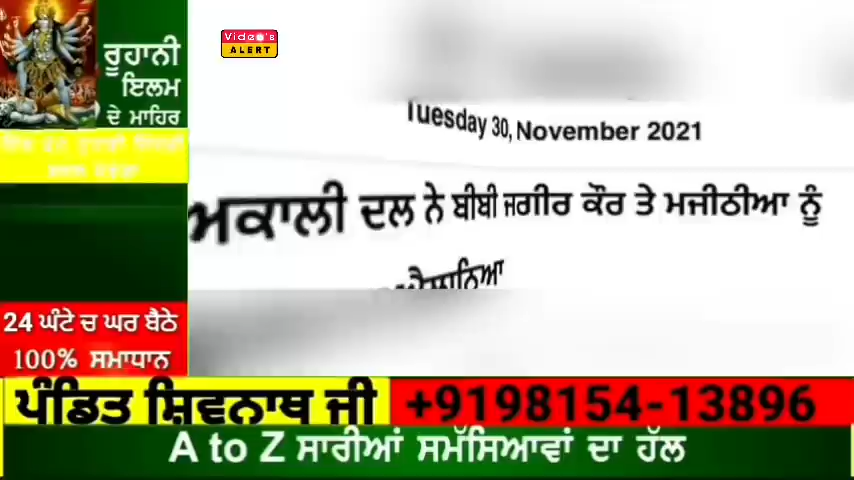 Video's
ALERT
ਰੂਹਾਨੀ
ਇਲਮ
ਦੇ ਮਾਹਿਰ
Tuesday 30, November 2021
ਅਕਾਲੀ ਦਲ ਨੇ ਬੀਬੀ ਜਗੀਰ ਕੌਰ ਤੇ ਮਜੀਠੀਆ ਨੂੰ
24 ਘੰਟੇ ਚ ਘਰ ਬੈਠੇ
100% ਸਮਾਧਾਨ
ਪੰਡਿਤ ਸ਼ਿਵਨਾਥ ਜੀ
+9198154-13896
A to Z ਸਾਰੀਆਂ ਸਮੱਸਿਆਵਾਂ ਦਾ ਹੱਲ